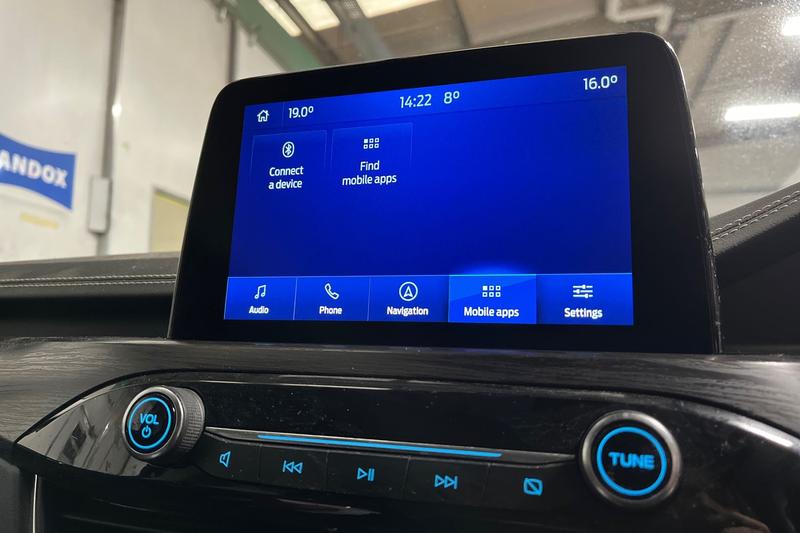 ANDOX
19.0°
14:22 8°
16.0°
Connect
a device
Find
mobile apps
Audio
Phone
Navigation
Mobile apps
Settings
VOL
TUNE